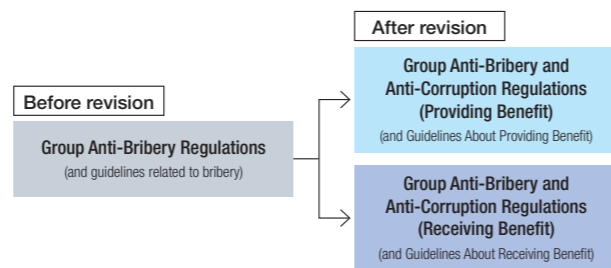 Before revision
Group Anti-Bribery Regulations
(and guidelines related to bribery)
After revision
Group Anti-Bribery and
Anti-Corruption Regulations
(Providing Benefit)
(and Guidelines About Providing Benefit)
Group Anti-Bribery and
Anti-Corruption Regulations
(Receiving Benefit)
(and Guidelines About Receiving Benefit)